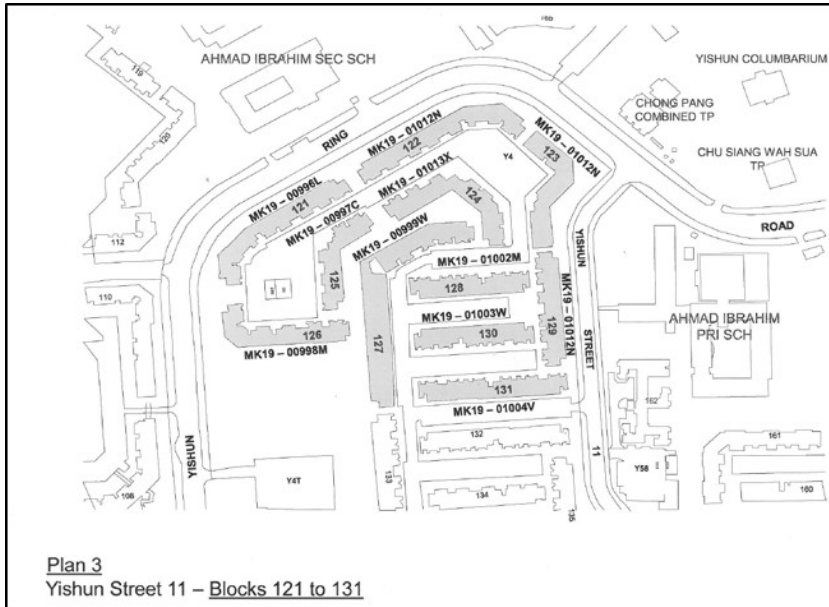 AHMAD IBRAHIM SEC SCH
YISHUN COLUMBARIUM
119
120
CHONG PANG
COMBINED TP
CHU SIANG WAH SUA
TP
RING
MK19 – 01012N
122
MK19 – 01012N
123
Y4
MK19 – 01013X
MK19 – 00996L
121
124
MK19 – 00997C
MK19 – 00999W
112
YISHUN
ROAD
MK19 – 01002M
125
110
128
MK19 – 01012N
129
MK19 – 01003W
AHMAD IBRAHIM
PRI SCH
126
130
STREET
MK19 – 00998M
127
131
MK19 – 01004V
162
132
161
YISHUN
11
Y4T
133
Y56
106
134
135
160
Plan 3
Yishun Street 11 – Blocks 121 to 131